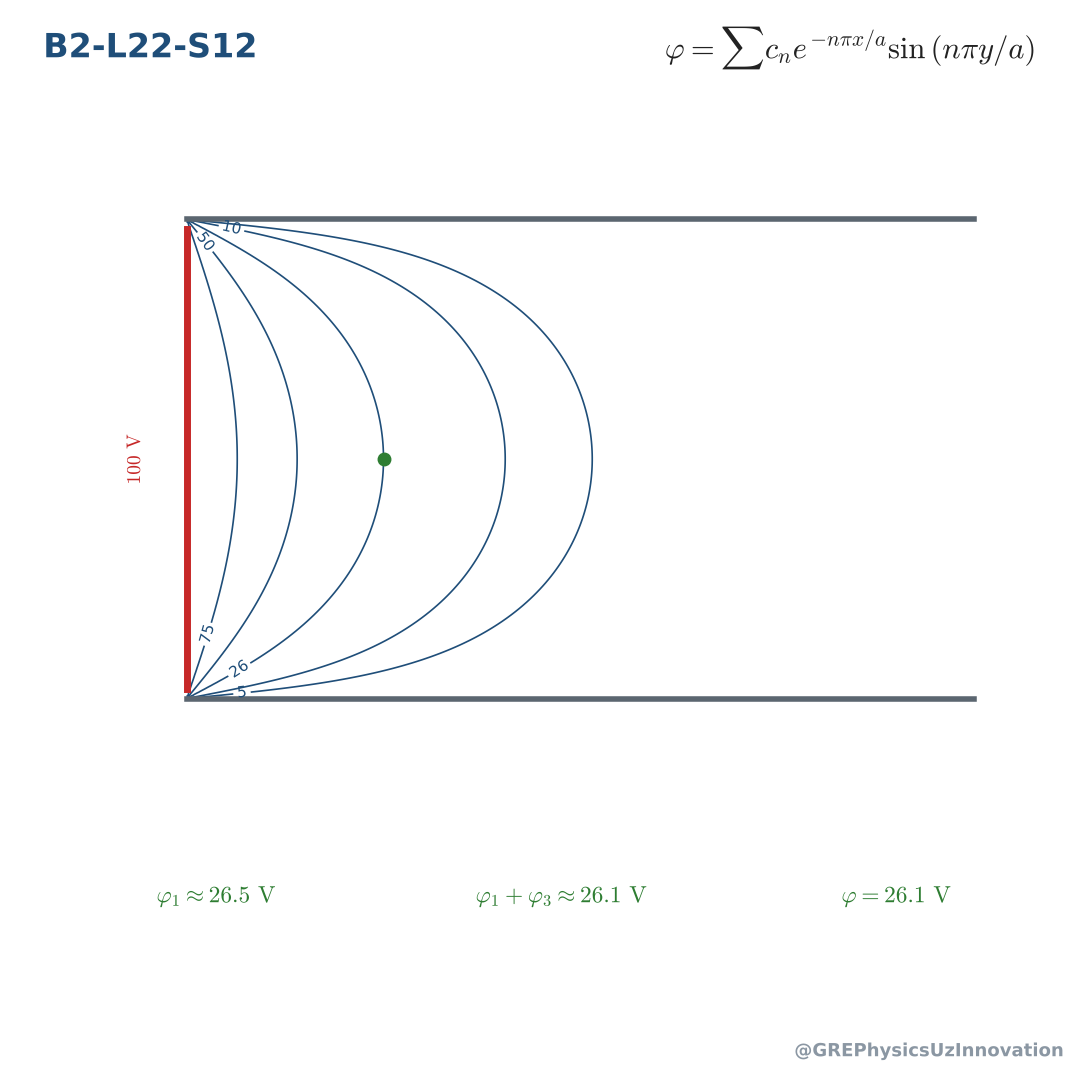 B2-L22-S12
φ = ∑ cₙe^{−nπx/a} sin (nπy/a)
10
50
100 V
75
26
5
φ₁ ≈ 26.5 V
φ₁ + φ₃ ≈ 26.1 V
φ = 26.1 V
@GREPhysicsUzInnovation